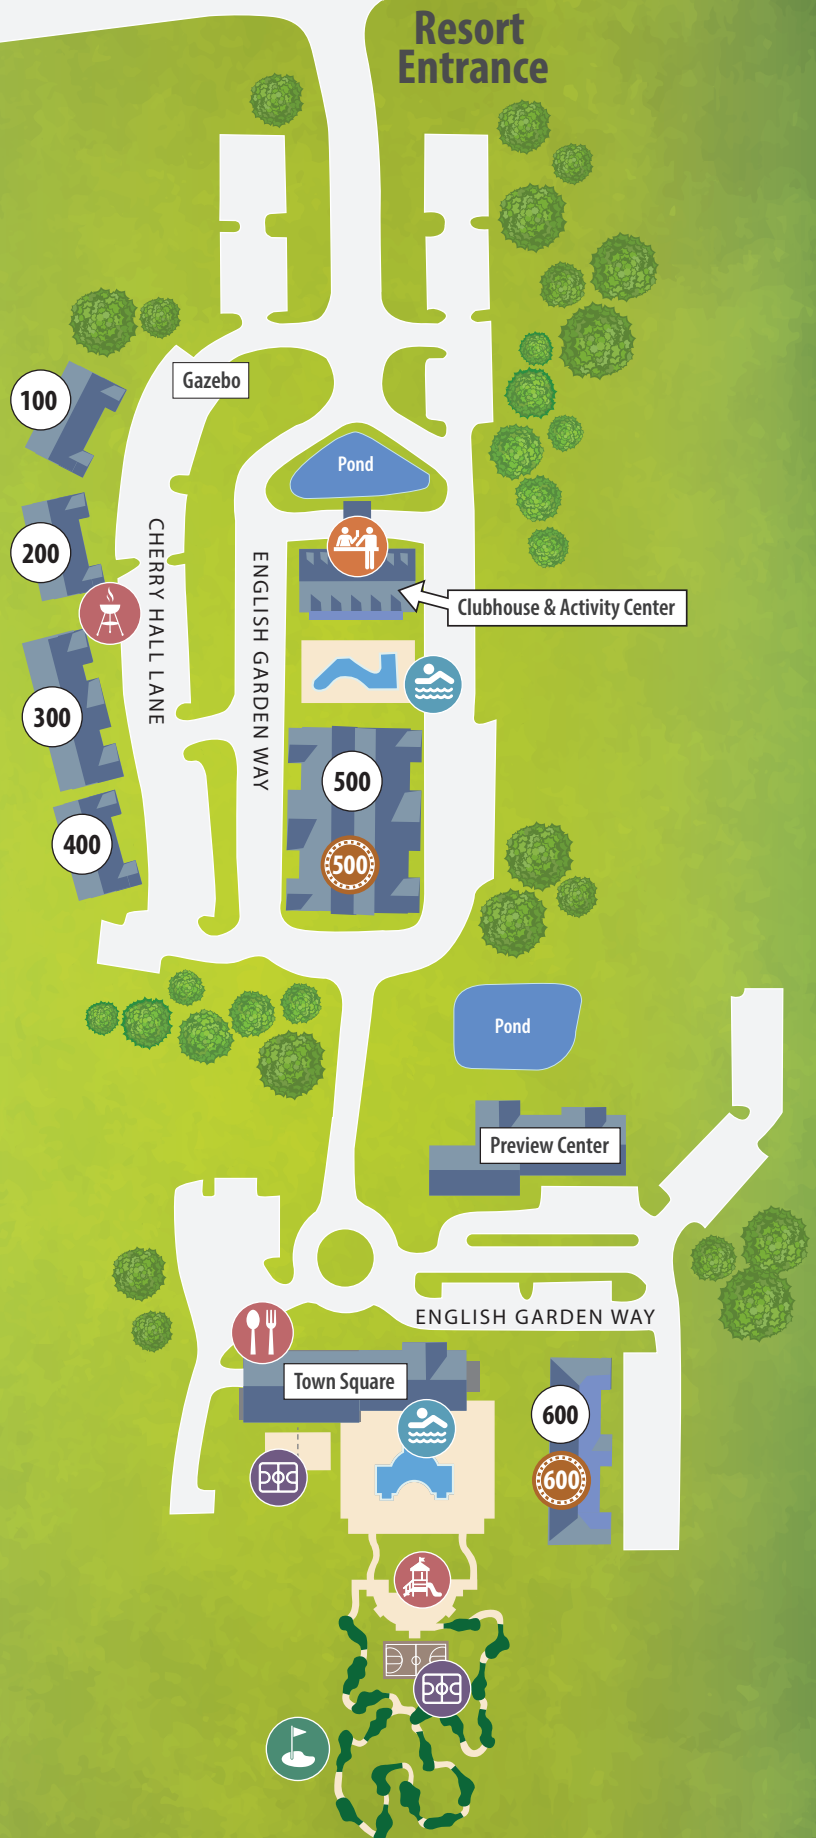 Resort
Entrance
Gazebo
100
Pond
200
CHERRY HALL LANE
ENGLISH GARDEN WAY
Clubhouse & Activity Center
300
500
400
500
Pond
Preview Center
ENGLISH GARDEN WAY
Town Square
600
600